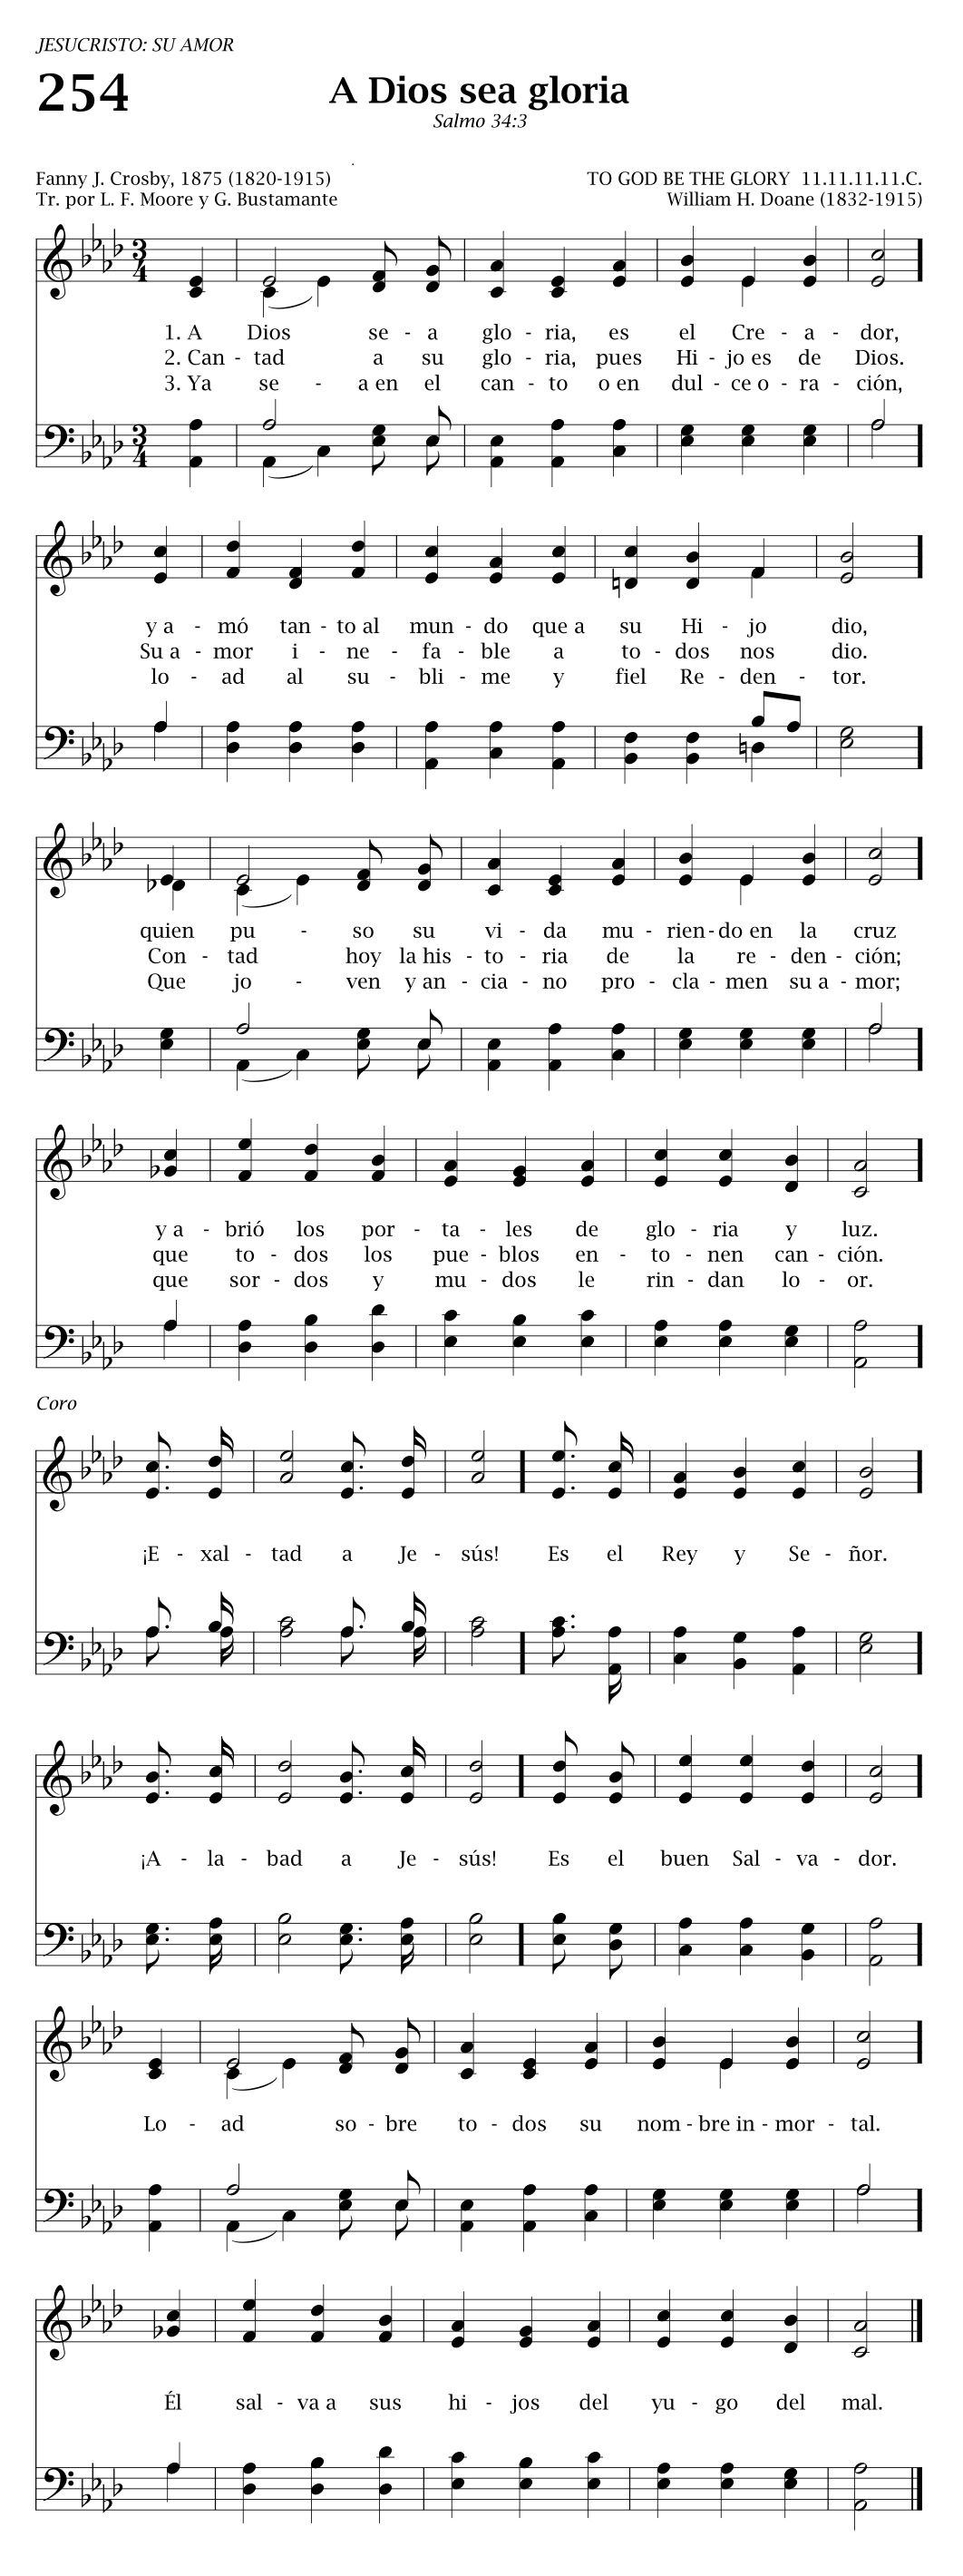 JESUCRISTO: SU AMOR
254
A Dios sea gloria
Salmo 34:3
Fanny J. Crosby, 1875 (1820-1915) TO GOD BE THE GLORY 11.11.11.11.C.
Tr. por L. F. Moore y G. Bustamante William H. Doane (1832-1915)
3 4
1. A Dios se - a glo - ria, es el Cre - a - dor,
2. Can - tad a su glo - ria, pues Hi - jo es de Dios.
3. Ya se - a en el can - to o en dul - ce o - ra - ción,
3 4
y a - mó tan - to al mun - do que a su Hi - jo dio,
Su a - mor i - ne - fa - ble a to - dos nos dio.
lo - ad al su - bli - me y fiel Re - den - tor.
quien pu - so su vi - da mu - rien - do en la cruz
Con - tad hoy la his - to - ria de la re - den - ción;
Que jo - ven y an - cia - no pro - cla - men su a - mor;
y a - brió los por - ta - les de glo - ria y luz.
que to - dos los pue - blos en - to - nen can - ción.
que sor - dos y mu - dos le rin - dan lo - or.
Coro
¡E - xal - tad a Je - sús! Es el Rey y Se - ñor.
¡A - la - bad a Je - sús! Es el buen Sal - va - dor.
Lo - ad so - bre to - dos su nom - bre in - mor - tal.
Él sal - va a sus hi - jos del yu - go del mal.